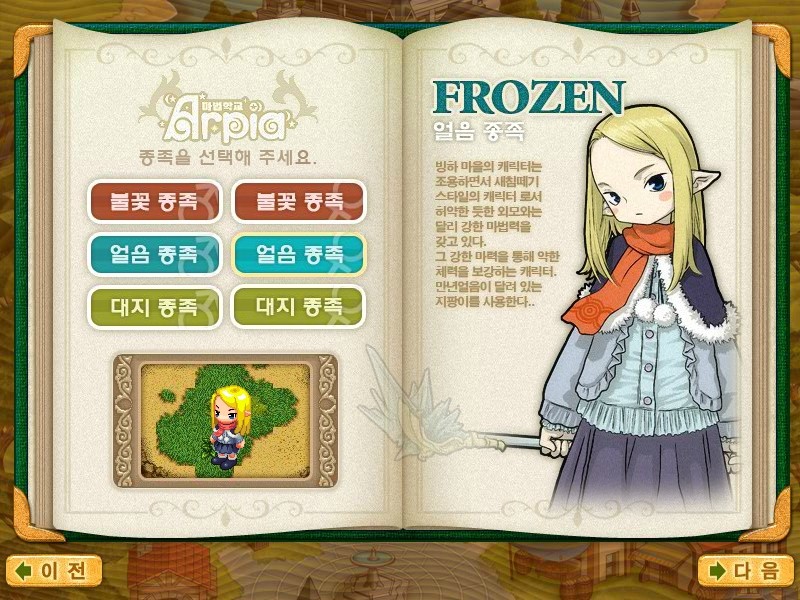 마법학교
Arpia
종족을 선택해 주세요.
불꽃 종족
불꽃 종족
얼음 종족
얼음 종족
대지 종족
대지 종족
FROZEN
얼음 종족
빙하 마을의 캐릭터는
조용하면서 새침떼기
스타일의 캐릭터 로서
허약한 듯한 외모와는
달리 강한 마법력을
갖고 있다.
그 강한 마력을 통해 약한
체력을 보강하는 캐릭터.
만년얼음이 달려 있는
지팡이를 사용한다..
이 전
다 음